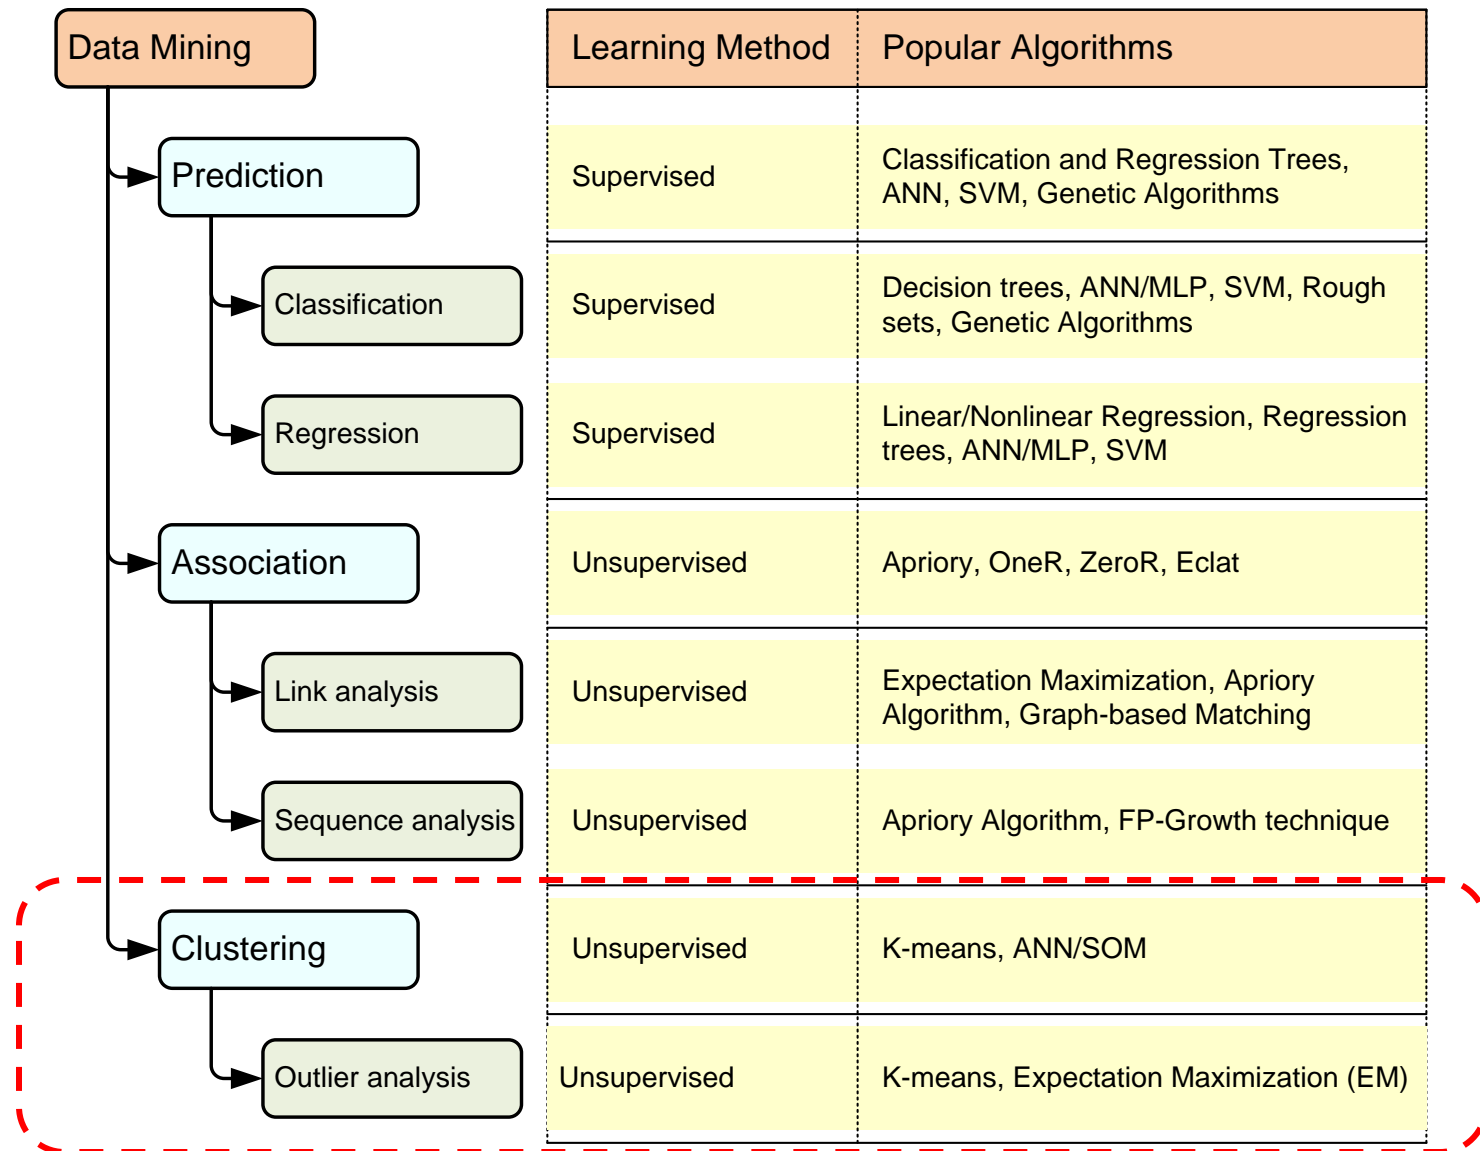 Data Mining
Learning Method
Popular Algorithms
Prediction
Supervised
Classification and Regression Trees,
ANN, SVM, Genetic Algorithms
Classification
Supervised
Decision trees, ANN/MLP, SVM, Rough
sets, Genetic Algorithms
Regression
Supervised
Linear/Nonlinear Regression, Regression
trees, ANN/MLP, SVM
Association
Unsupervised
Apriory, OneR, ZeroR, Eclat
Link analysis
Unsupervised
Expectation Maximization, Apriory
Algorithm, Graph-based Matching
Sequence analysis
Unsupervised
Apriory Algorithm, FP-Growth technique
Clustering
Unsupervised
K-means, ANN/SOM
Outlier analysis
Unsupervised
K-means, Expectation Maximization (EM)